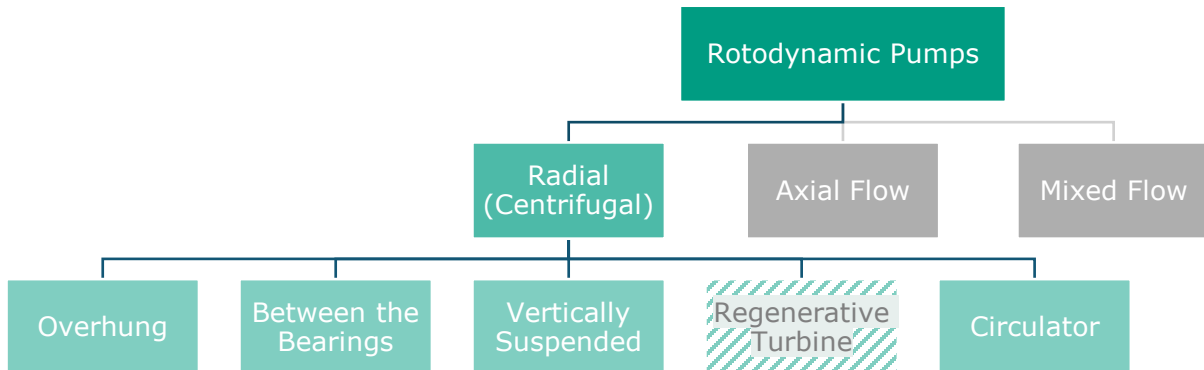 Rotodynamic Pumps
Radial
(Centrifugal)
Axial Flow
Mixed Flow
Overhung
Between the
Bearings
Vertically
Suspended
Regenerative
Turbine
Circulator